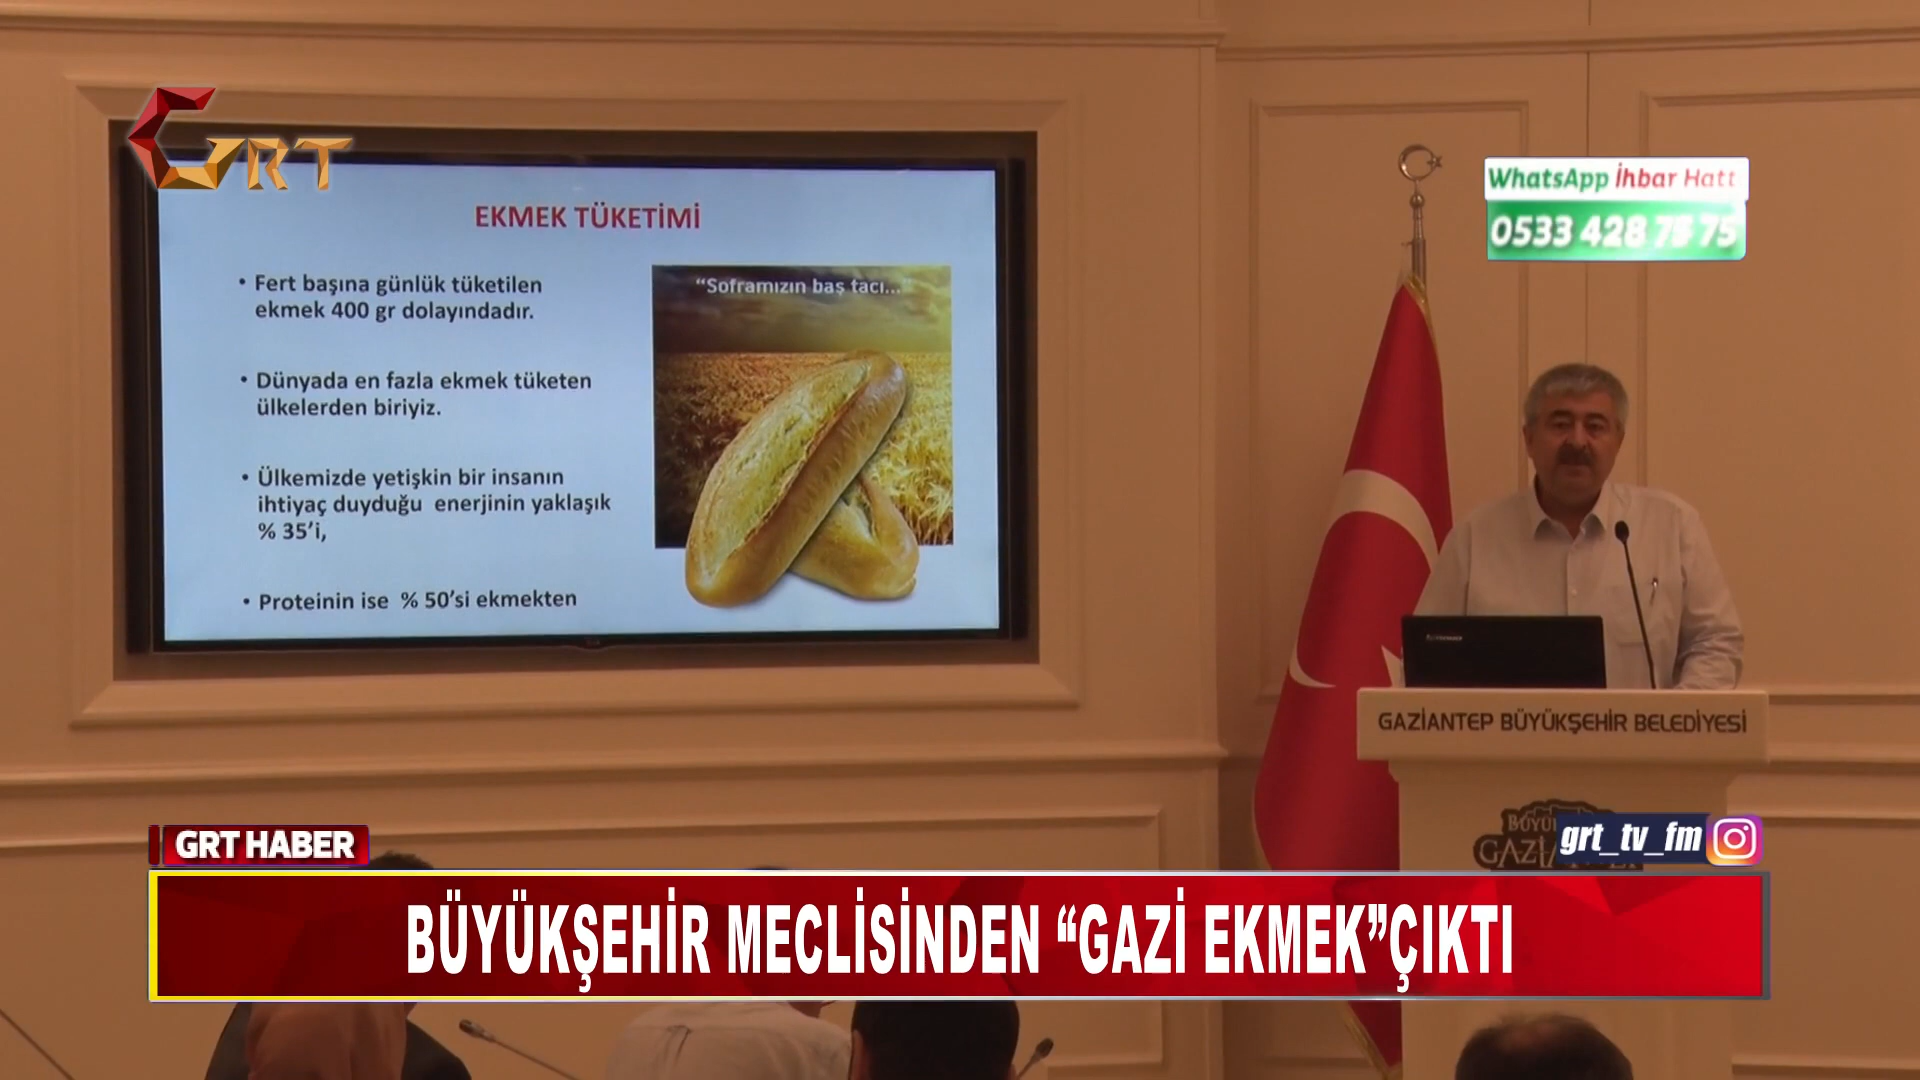 GRT
WhatsApp İhbar Hatt
0533 428 75 75
EKMEK TÜKETİMİ
• Fert başına günlük tüketilen
ekmek 400 gr dolayındadır.
• Dünyada en fazla ekmek tüketen
ülkelerden biriyiz.
• Ülkemizde yetişkin bir insanın
ihtiyaç duyduğu enerjinin yaklaşık
% 35’i,
• Proteinin ise % 50’si ekmekten
“Soframızın baş tacı...”
lenovo
GAZİANTEP BÜYÜKŞEHİR BELEDİYESİ
GRT HABER
grt_tv_fm
BÜYÜKŞEHİR MECLİSİNDEN “GAZİ EKMEK”ÇIKTI